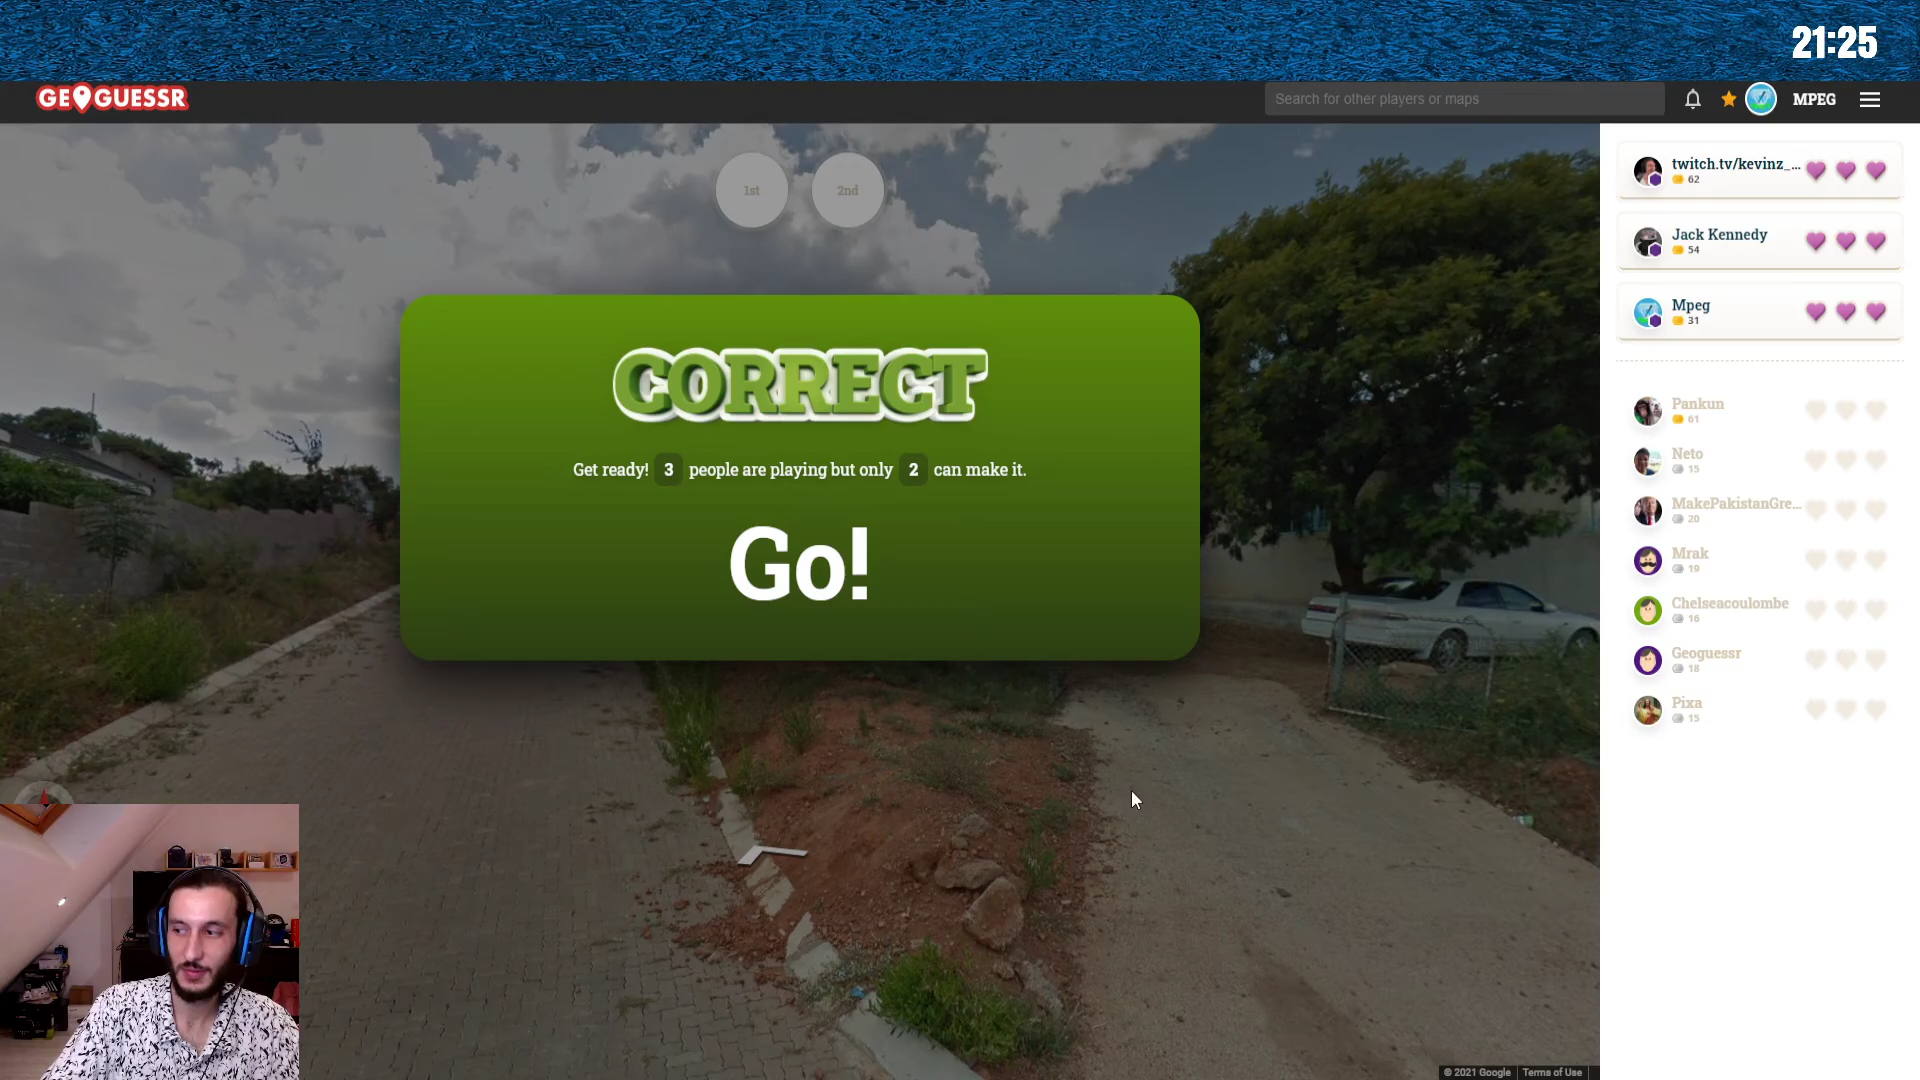 21:25
GEOGUESSR
Search for other players or maps
MPEG
1st
2nd
CORRECT
Get ready! 3 people are playing but only 2 can make it.
Go!
twitch.tv/kevinz_...
62
Jack Kennedy
54
Mpeg
31
Pankun
61
Neto
15
MakePakistanGre...
20
Mrak
19
Chelseacoulombe
16
Geoguessr
18
Pixa
15
© 2021 Google
Terms of Use